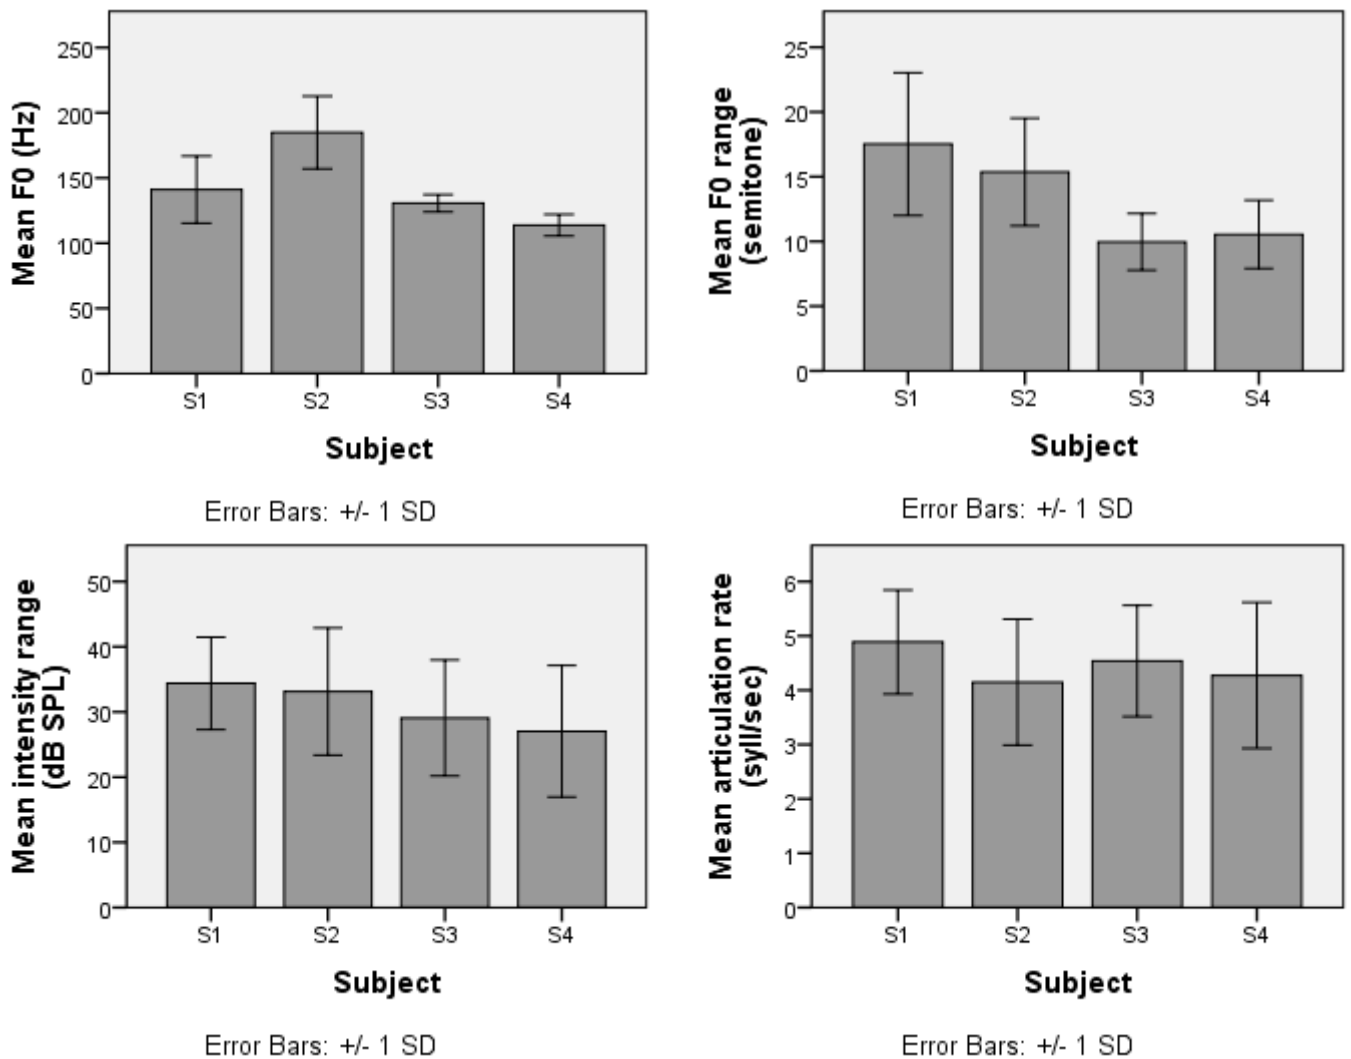 Mean F0 (Hz)
250
200
150
100
50
0
S1 S2 S3 S4
Subject
Error Bars: +/- 1 SD
Mean F0 range
(semitone)
25
20
15
10
5
0
S1 S2 S3 S4
Subject
Error Bars: +/- 1 SD
Mean intensity range
(dB SPL)
50
40
30
20
10
0
S1 S2 S3 S4
Subject
Error Bars: +/- 1 SD
Mean articulation rate
(syll/sec)
6
5
4
3
2
1
0
S1 S2 S3 S4
Subject
Error Bars: +/- 1 SD